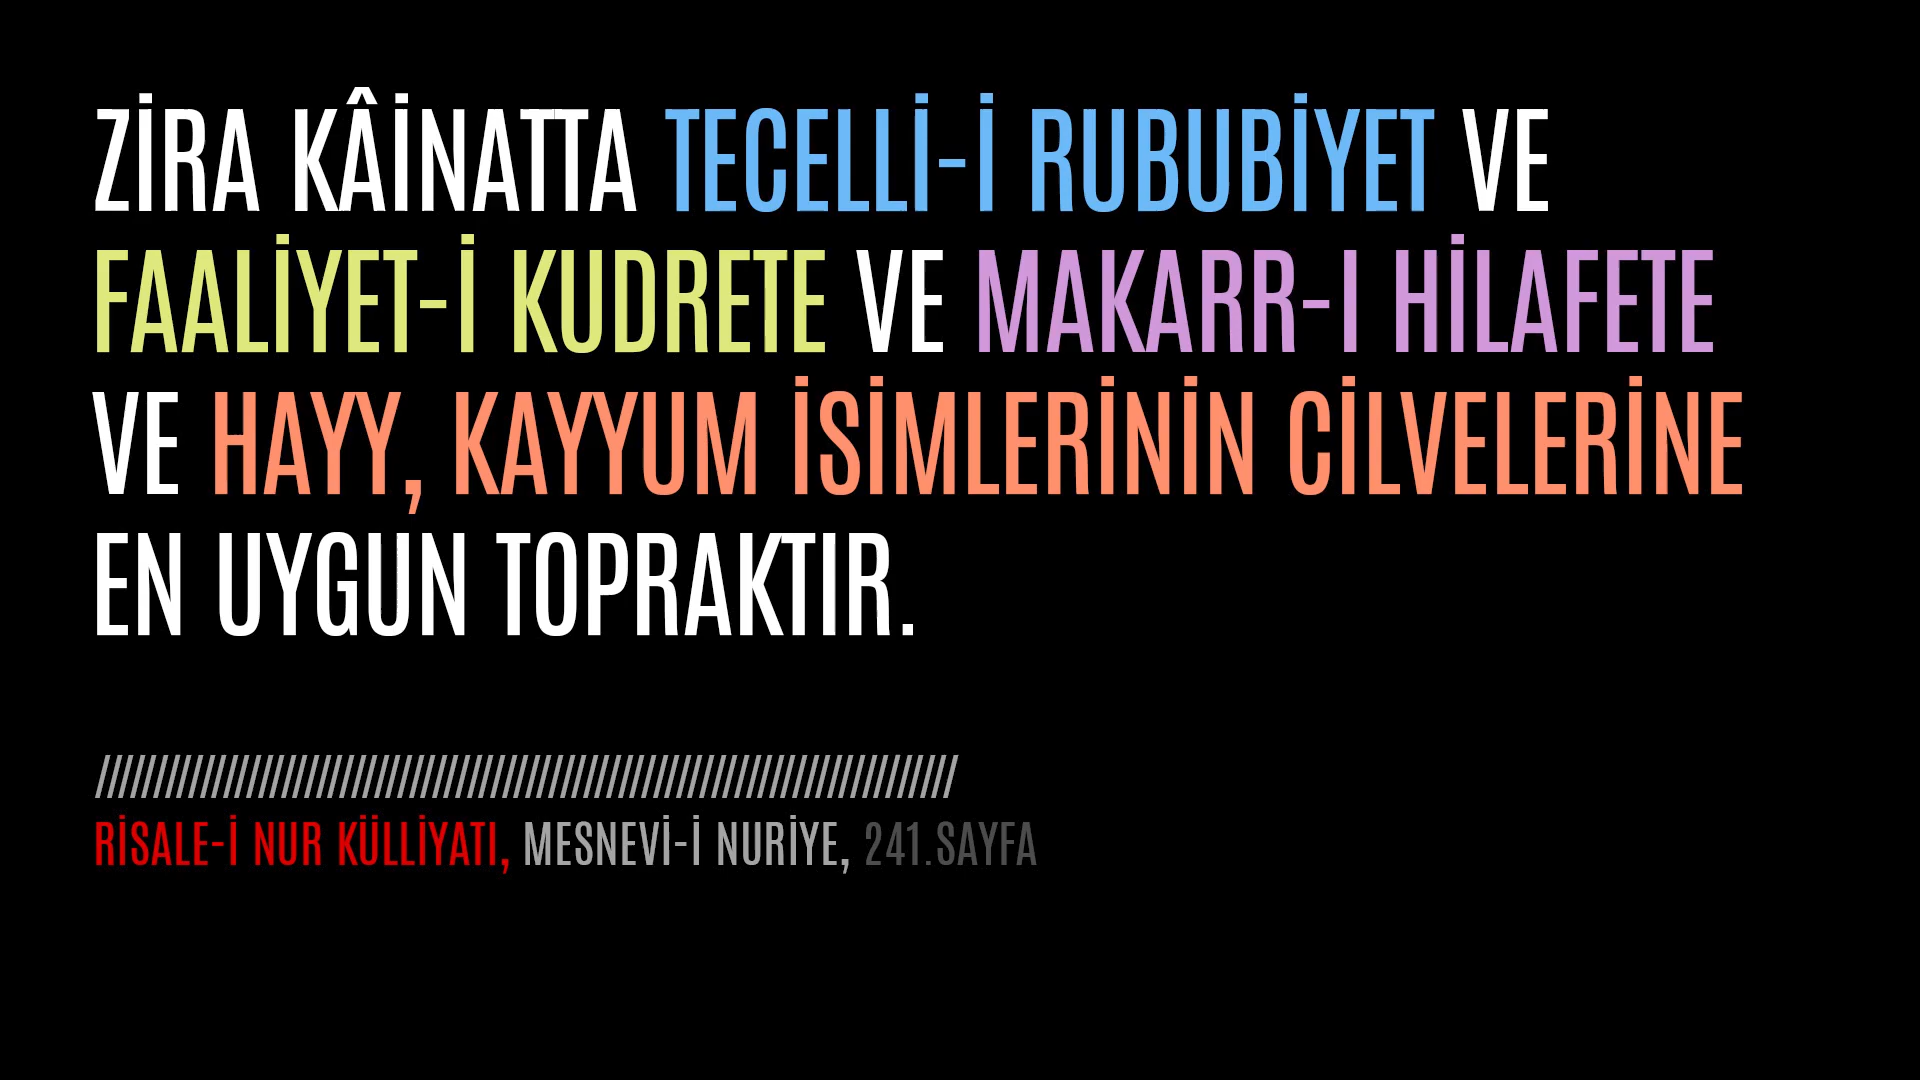 ZİRA KÂİNATTA TECELLİ-İ RUBUBİYET VE
FAALİYET-İ KUDRETE VE MAKARR-I HİLAFETE
VE HAYY, KAYYUM İSİMLERİNİN CİLVELERİNE
EN UYGUN TOPRAKTIR.
//////////////////////////////////////////////////////////////////////////
RİSALE-İ NUR KÜLLİYATI, MESNEVİ-İ NURİYE, 241.SAYFA